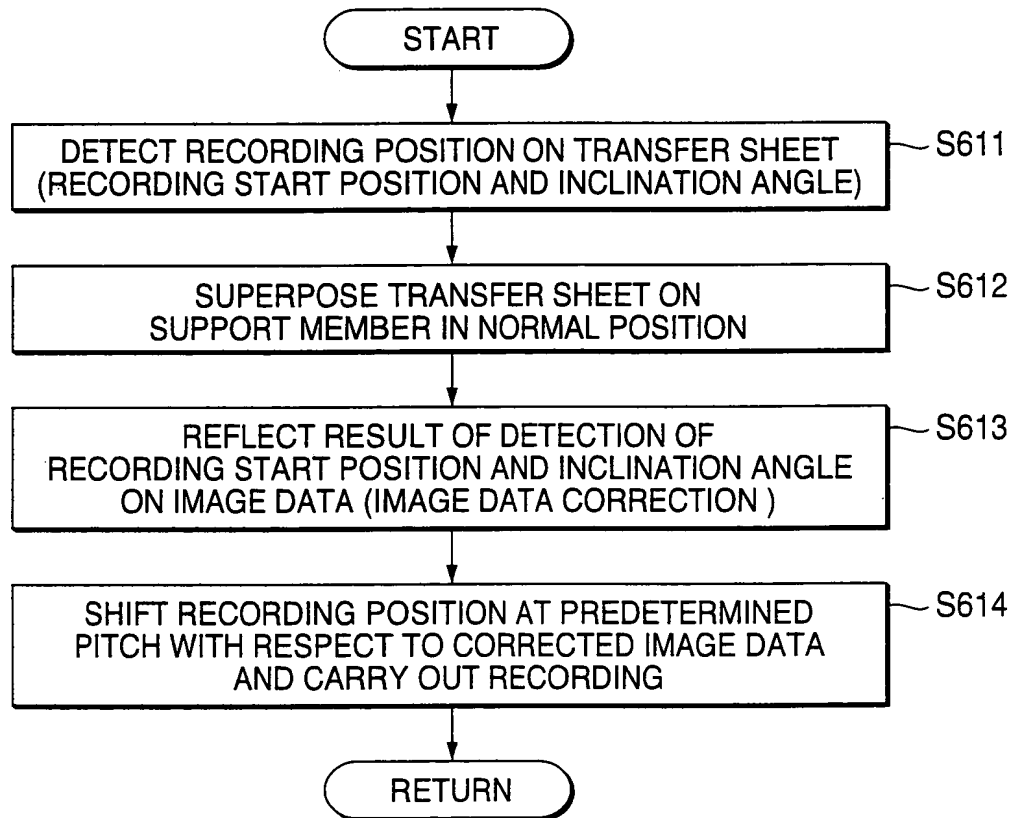 START
DETECT RECORDING POSITION ON TRANSFER SHEET
(RECORDING START POSITION AND INCLINATION ANGLE)
S611
SUPERPOSE TRANSFER SHEET ON
SUPPORT MEMBER IN NORMAL POSITION
S612
REFLECT RESULT OF DETECTION OF
RECORDING START POSITION AND INCLINATION ANGLE
ON IMAGE DATA (IMAGE DATA CORRECTION )
S613
SHIFT RECORDING POSITION AT PREDETERMINED
PITCH WITH RESPECT TO CORRECTED IMAGE DATA
AND CARRY OUT RECORDING
S614
RETURN